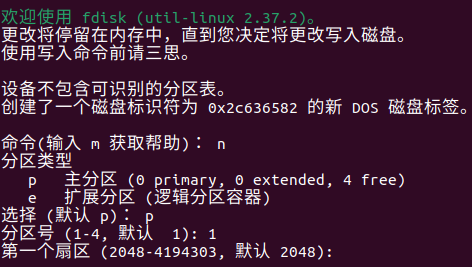 欢迎使用 fdisk (util-linux 2.37.2)。
更改将停留在内存中，直到您决定将更改写入磁盘。
使用写入命令前请三思。
设备不包含可识别的分区表。
创建了一个磁盘标识符为 0x2c636582 的新 DOS 磁盘标签。
命令(输入 m 获取帮助)： n
分区类型
p 主分区 (0 primary, 0 extended, 4 free)
e 扩展分区 (逻辑分区容器)
选择 (默认 p)： p
分区号 (1-4, 默认  1): 1
第一个扇区 (2048-4194303, 默认 2048):